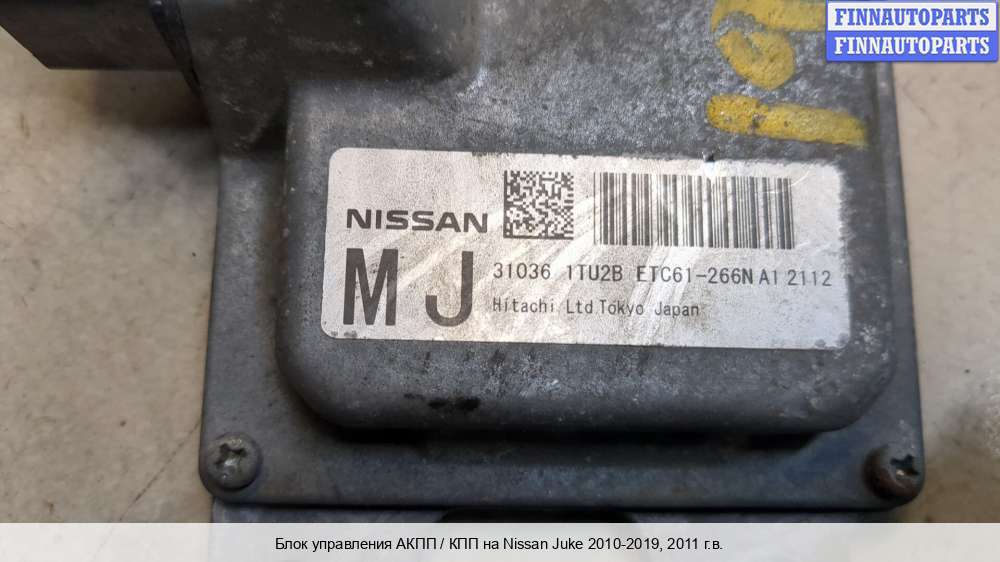 FINNAUTOPARTS
FINNAUTOPARTS
NISSAN
MJ
31036 1TU2B ETC61-266N A1 2112
Hitachi Ltd.Tokyo Japan
Блок управления АКПП / КПП на Nissan Juke 2010-2019, 2011 г.в.